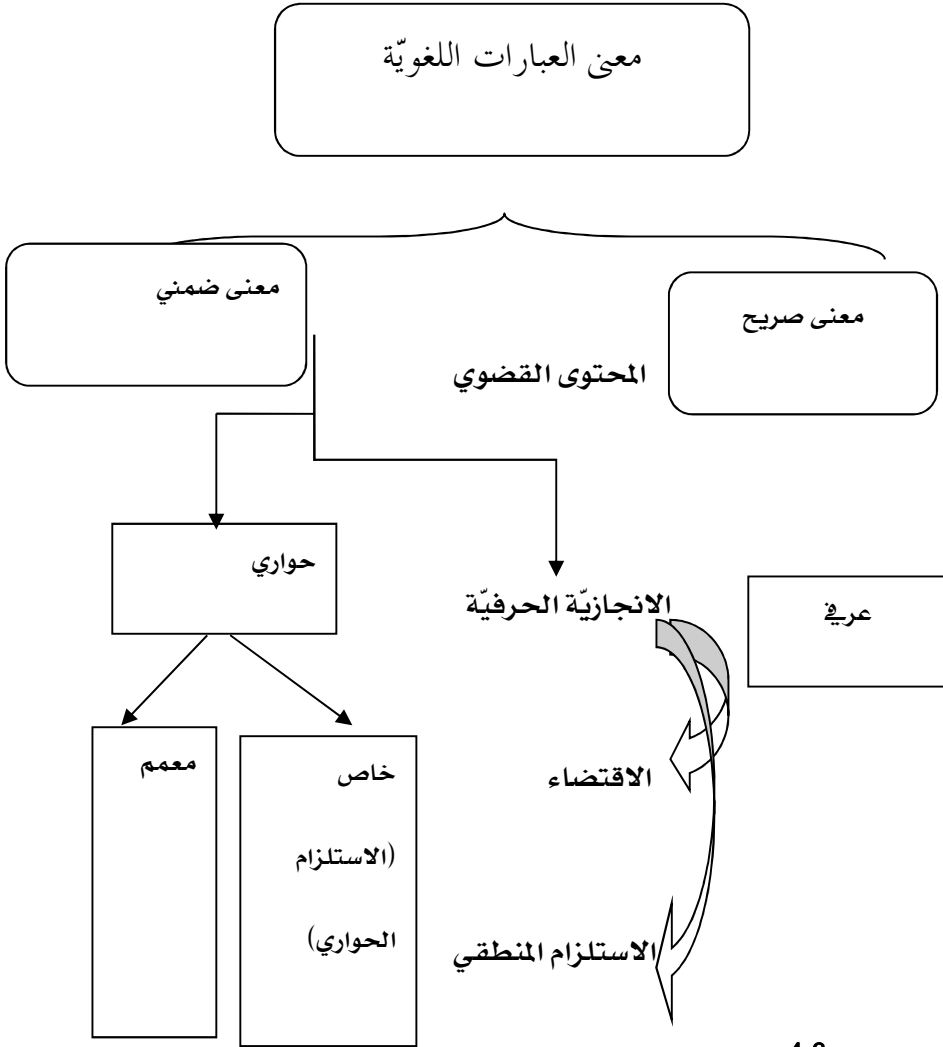 معنى العبارات اللغويّة
معنى صريح
معنى ضمني
المحتوى القضوي
حواري
الانجازيّة الحرفيّة
عرفي
معمم
خاص
(الاستلزام
الحواري)
الاقتضاء
الاستلزام المنطقي